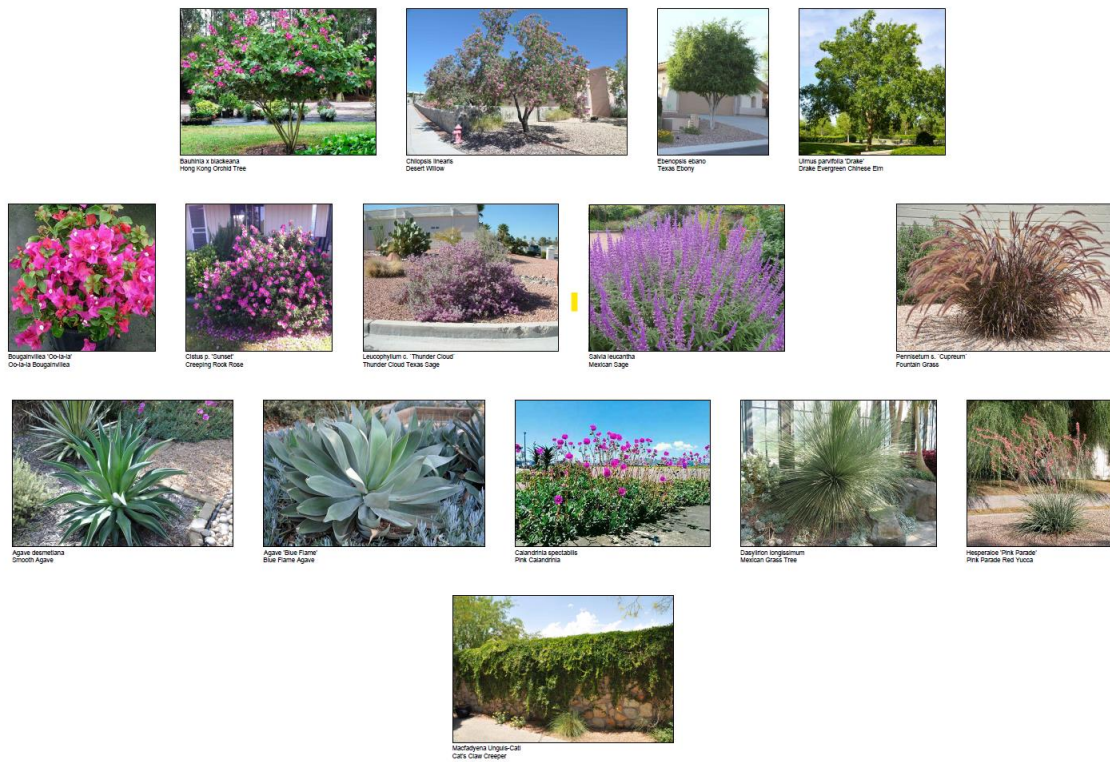 Bauhinia x blackeana
Hong Kong Orchid Tree
Chilopsis linearis
Desert Willow
Ebenopsis ebano
Texas Ebony
Ulmus parvifolia 'Drake'
Drake Evergreen Chinese Elm
Bougainvillea 'Oo-la-la'
Oo-la-la Bougainvillea
Cistus p. 'Sunset'
Creeping Rock Rose
Leucophyllum c. 'Thunder Cloud'
Thunder Cloud Texas Sage
Salvia leucantha
Mexican Sage
Pennisetum s. 'Cupreum'
Fountain Grass
Agave desmetiana
Smooth Agave
Agave 'Blue Flame'
Blue Flame Agave
Calandrinia spectabilis
Pink Calandrinia
Dasylirion longissimum
Mexican Grass Tree
Hesperaloe 'Pink Parade'
Pink Parade Red Yucca
Macfadyena Unguis-Cati
Cat's Claw Creeper